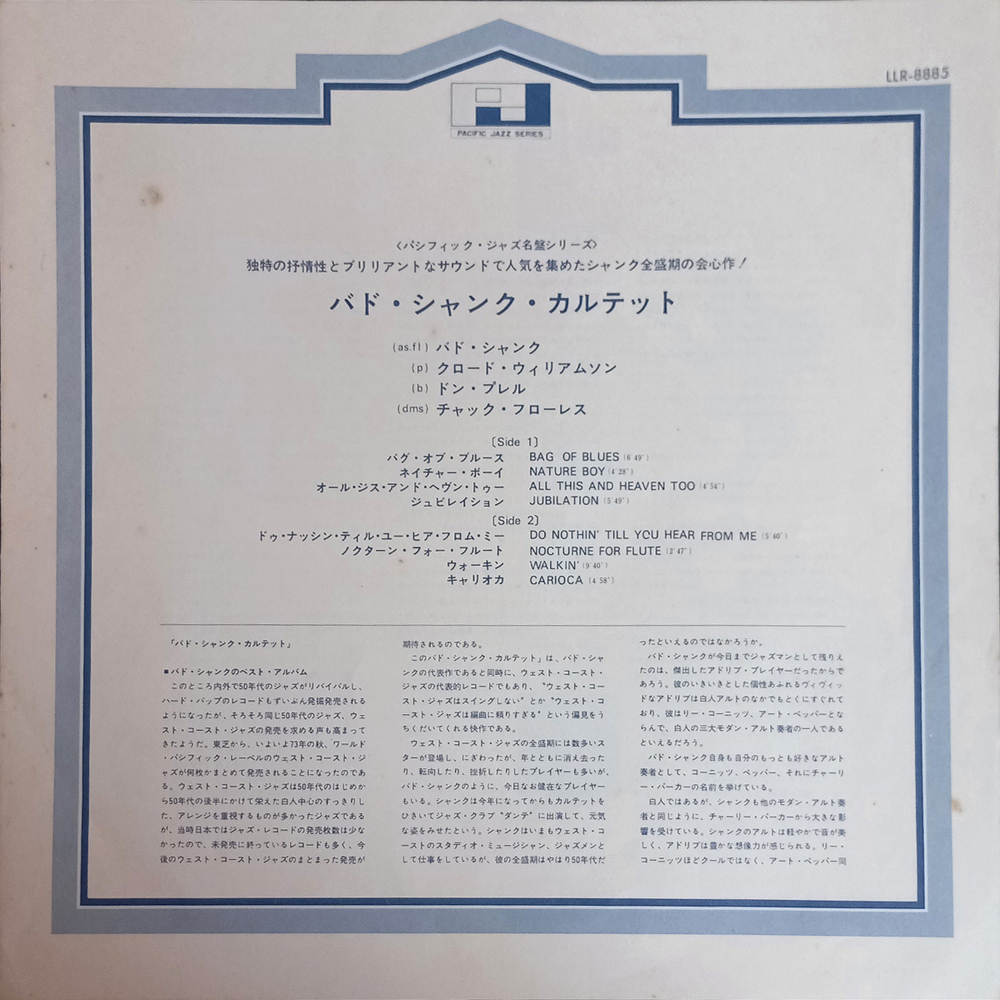 LLR-8885
PACIFIC JAZZ SERIES
〈パシフィック・ジャズ名盤シリーズ〉
独特の抒情性とブリリアントなサウンドで人気を集めたシャンク全盛期の会心作！
バド・シャンク・カルテット
(as.fl) バド・シャンク
(p) クロード・ウィリアムソン
(b) ドン・プレル
(dms) チャック・フローレス
〔Side 1〕
バグ・オブ・ブルース BAG OF BLUES (6′49″)
ネイチャー・ボーイ NATURE BOY (4′28″)
オール・ジス・アンド・ヘヴン・トゥー ALL THIS AND HEAVEN TOO (4′54″)
ジュビレイション JUBILATION (5′49″)
〔Side 2〕
ドゥ・ナッシン・ティル・ユー・ヒア・フロム・ミー DO NOTHIN' TILL YOU HEAR FROM ME (5′40″)
ノクターン・フォー・フルート NOCTURNE FOR FLUTE (2′47″)
ウォーキン WALKIN' (9′40″)
キャリオカ CARIOCA (4′58″)
「バド・シャンク・カルテット」
■バド・シャンクのベスト・アルバム
このところ内外で50年代のジャズがリバイバルし、
ハード・バップのレコードもずいぶん発掘発売される
ようになったが、そろそろ同じ50年代のジャズ、ウェ
スト・コースト・ジャズの発売を求める声も高まって
きたようだ。東芝から、いよいよ73年の秋、ワールド
・パシフィック・レーベルのウェスト・コースト・ジ
ャズが何枚かまとめて発売されることになったのであ
る。ウェスト・コースト・ジャズは50年代のはじめか
ら50年代の後半にかけて栄えた白人中心のすっきりし
た、アレンジを重視するものが多かったジャズである
が、当時日本ではジャズ・レコードの発売枚数は少な
かったので、未発売に終っているレコードも多く、今
後のウェスト・コースト・ジャズのまとまった発売が
期待されるのである。
このバド・シャンク・カルテット」は、バド・シャ
ンクの代表作であると同時に、ウェスト・コースト・
ジャズの代表的レコードでもあり、〝ウェスト・コー
スト・ジャズはスイングしない〟とか〝ウェスト・コ
ースト・ジャズは編曲に頼りすぎる〟という偏見をう
ちくだいてくれる快作である。
ウェスト・コースト・ジャズの全盛期には数多いス
ターが登場し、にぎわったが、年とともに消え去った
り、転向したり、挫折したりしたプレイヤーも多いが、
バド・シャンクのように、今日なお健在なプレイヤー
もいる。シャンクは今年になってからもカルテットを
ひきいてジャズ・クラブ〝ダンテ〟に出演して、元気
な姿をみせたという。シャンクはいまもウェスト・コ
ーストのスタディオ・ミュージシャン、ジャズメンと
して仕事をしているが、彼の全盛期はやはり50年代だ
ったといえるのではなかろうか。
バド・シャンクが今日までジャズマンとして残りえ
たのは、傑出したアドリブ・プレイヤーだったからで
あろう。彼のいきいきとした個性あふれるヴィヴィッ
ドなアドリブは白人アルトのなかでもとくにすぐれて
おり、彼はリー・コーニッツ、アート・ペッパーとな
らんで、白人の三大モダン・アルト奏者の一人である
といえるだろう。
バド・シャンク自身も自分のもっとも好きなアルト
奏者として、コーニッツ、ペッパー、それにチャーリ
ー・パーカーの名前を挙げている。
白人ではあるが、シャンクも他のモダン・アルト奏
者と同じように、チャーリー・パーカーから大きな影
響を受けている。シャンクのアルトは軽やかで音が美
しく、アドリブは豊かな想像力が感じられる。リー・
コーニッツほどクールではなく、アート・ペッパー同